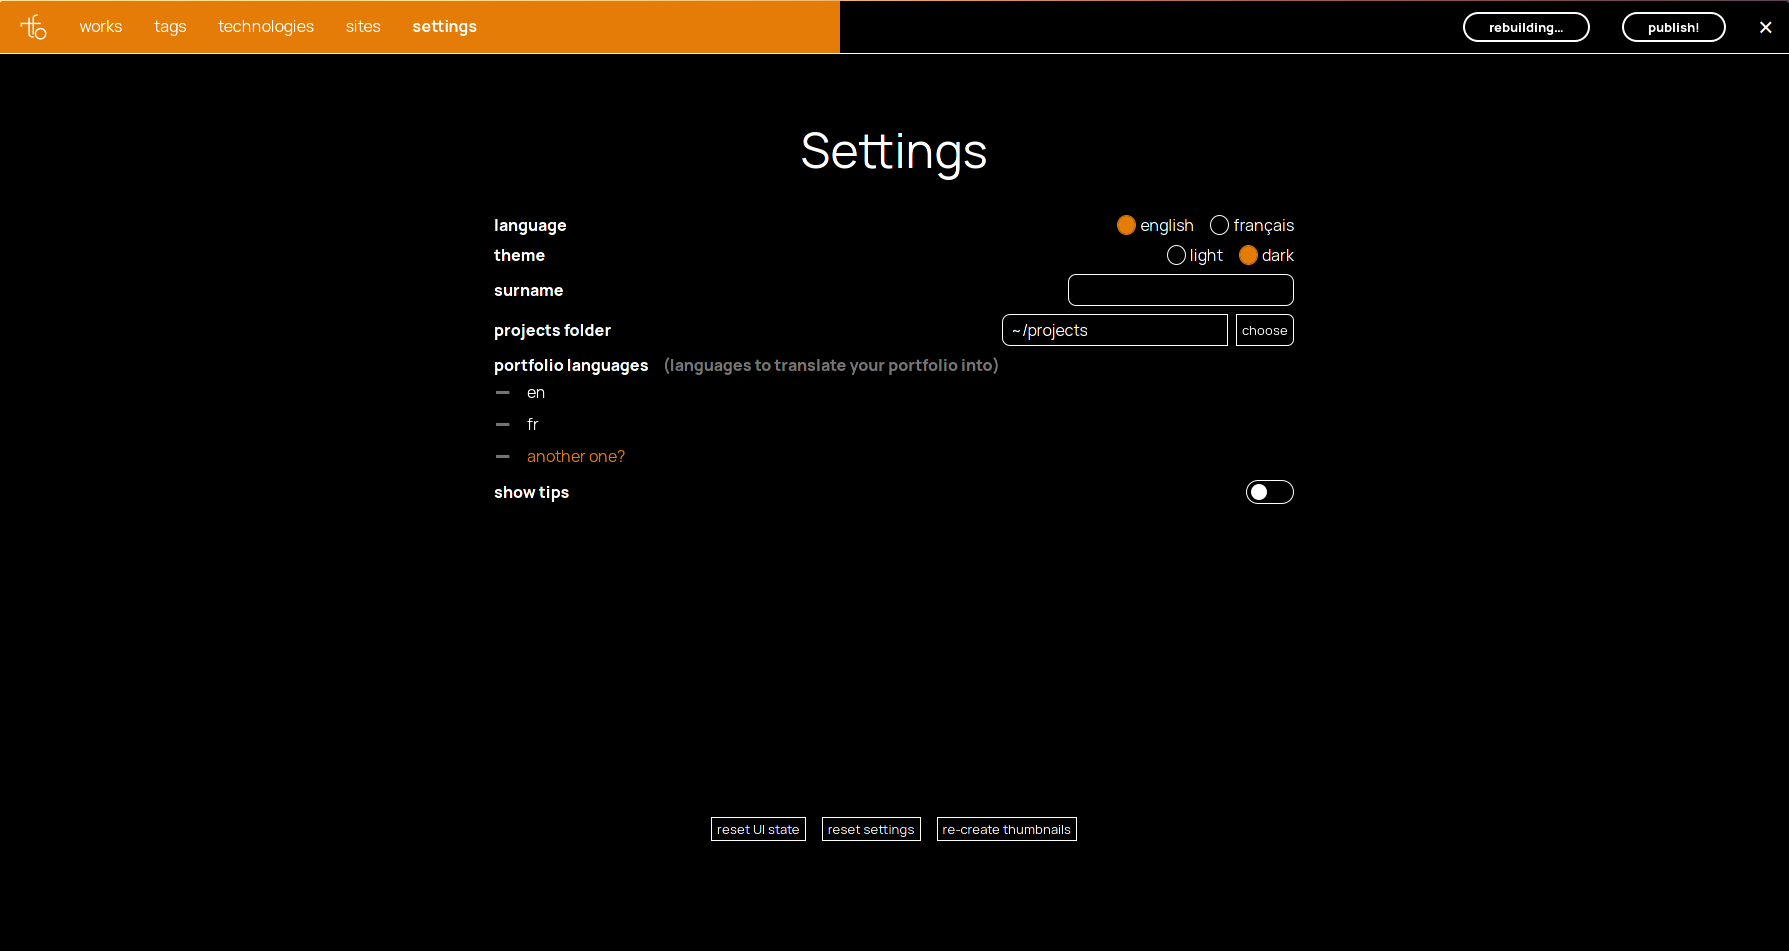 works tags technologies sites settings rebuilding... publish! ×
Settings
language english français
theme light dark
surname
projects folder ~/projects choose
portfolio languages (languages to translate your portfolio into)
en
fr
another one?
show tips
reset UI state reset settings re-create thumbnails